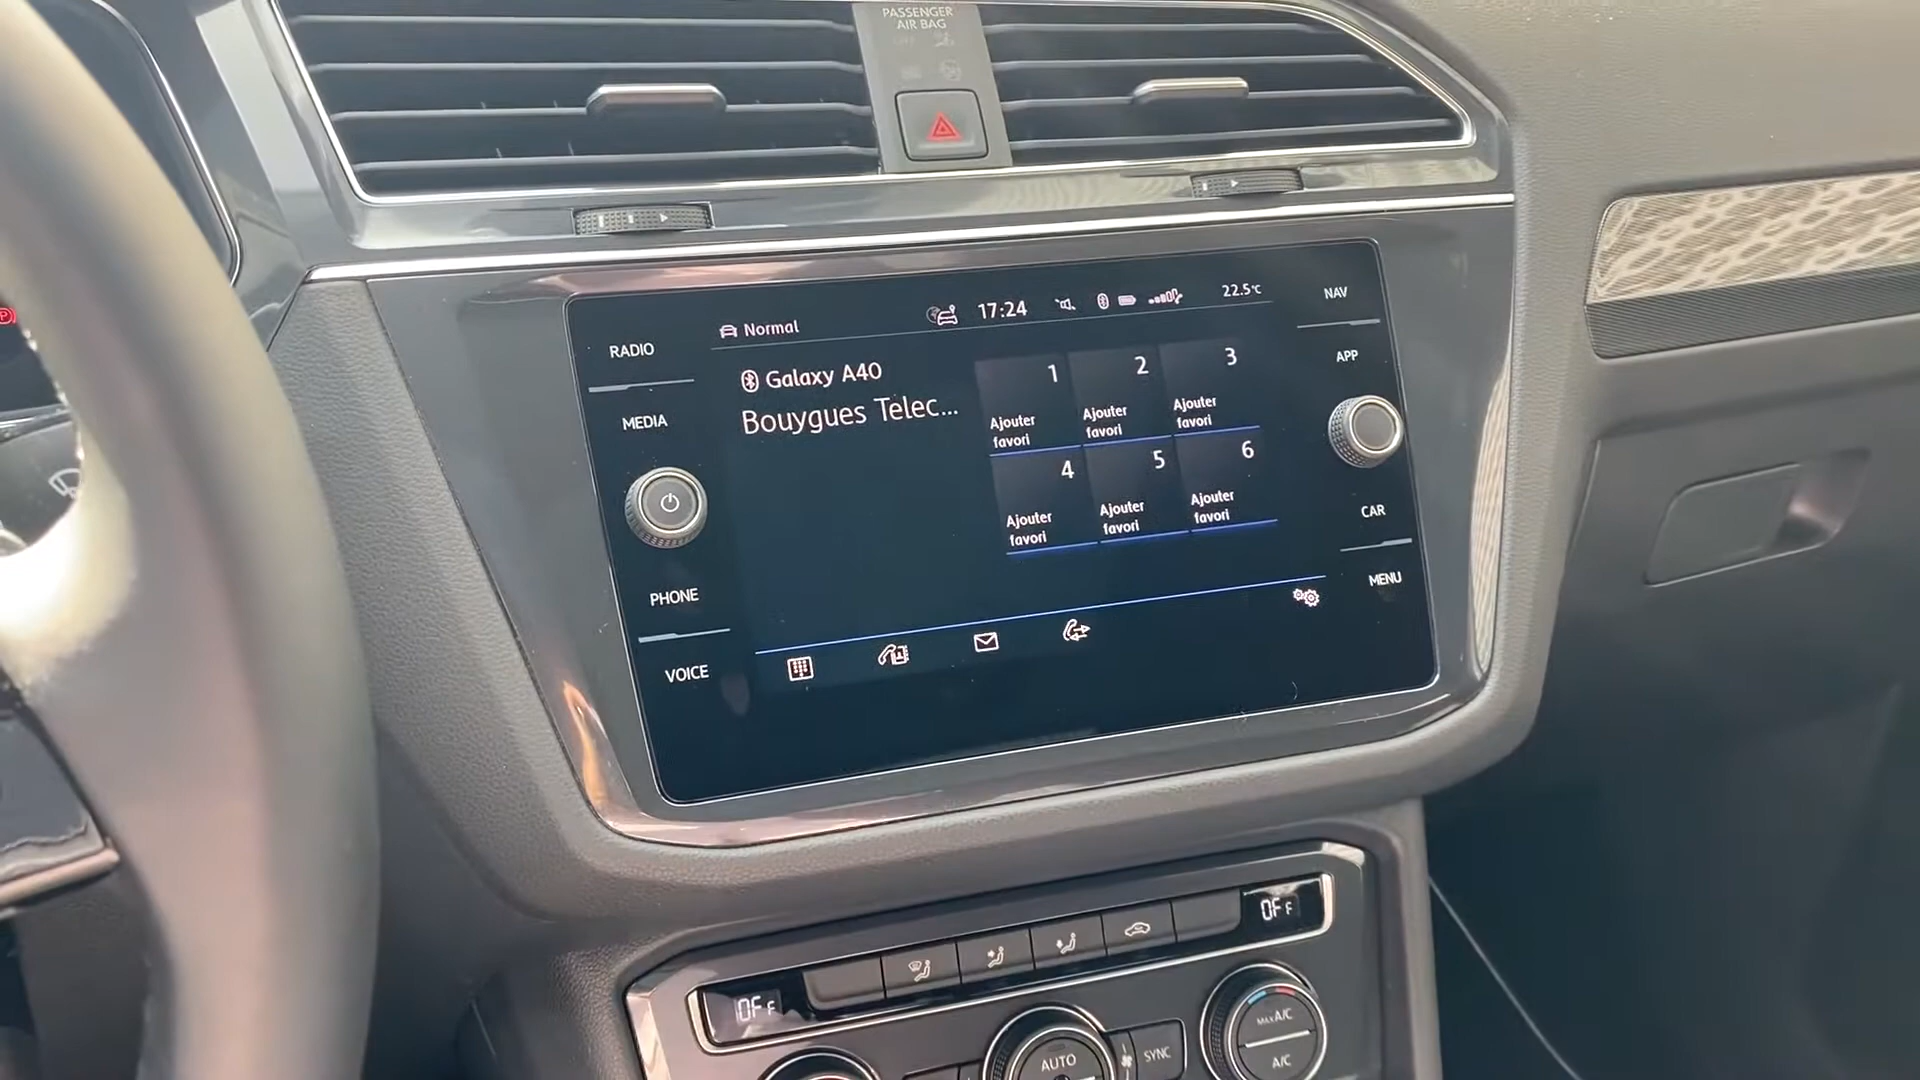 PASSENGER
AIR BAG
RADIO
MEDIA
PHONE
VOICE
Normal
17:24
22.5°C
Galaxy A40
Bouygues Telec...
1
Ajouter
favori
2
Ajouter
favori
3
Ajouter
favori
4
Ajouter
favori
5
Ajouter
favori
6
Ajouter
favori
NAV
APP
CAR
MENU
OFF
OFF
AUTO
SYNC
MAX A/C
A/C